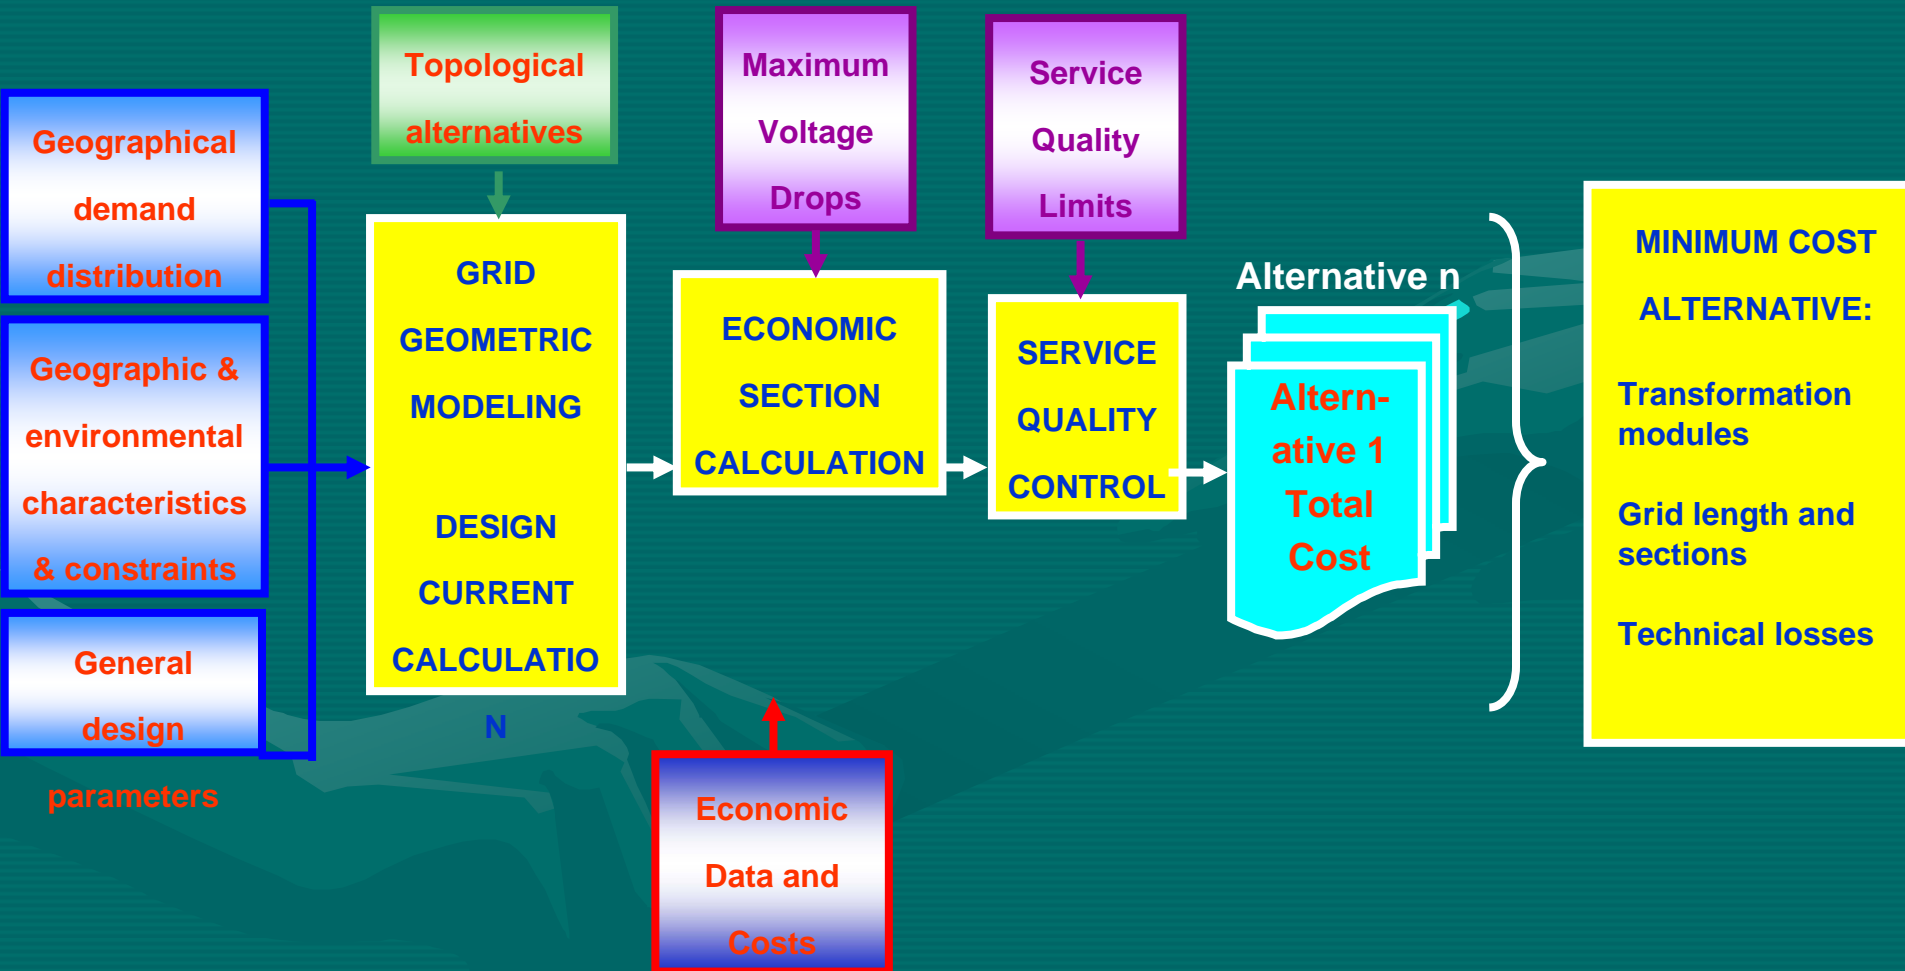 Geographical
demand
distribution
Geographic &
environmental
characteristics
& constraints
General
design
parameters
Topological
alternatives
GRID
GEOMETRIC
MODELING
DESIGN
CURRENT
CALCULATIO
N
Maximum
Voltage
Drops
ECONOMIC
SECTION
CALCULATION
Economic
Data and
Costs
Service
Quality
Limits
SERVICE
QUALITY
CONTROL
Alternative n
Altern-
ative 1
Total
Cost
MINIMUM COST
ALTERNATIVE:
Transformation
modules
Grid length and
sections
Technical losses